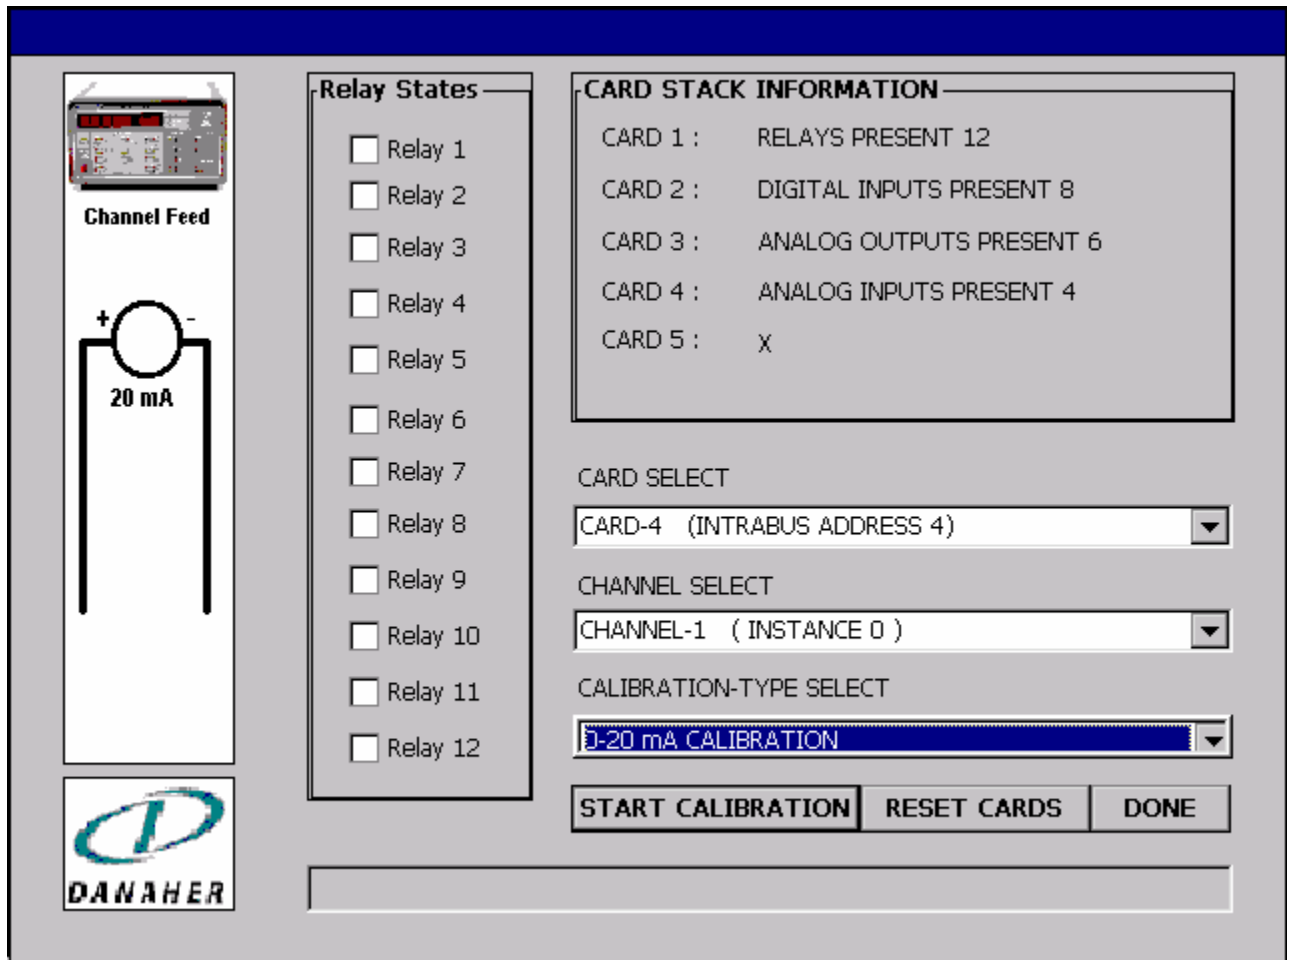 Channel Feed
+ -
20 mA
DANAHER
Relay States
Relay 1
Relay 2
Relay 3
Relay 4
Relay 5
Relay 6
Relay 7
Relay 8
Relay 9
Relay 10
Relay 11
Relay 12
CARD STACK INFORMATION
CARD 1 : RELAYS PRESENT 12
CARD 2 : DIGITAL INPUTS PRESENT 8
CARD 3 : ANALOG OUTPUTS PRESENT 6
CARD 4 : ANALOG INPUTS PRESENT 4
CARD 5 : X
CARD SELECT
CARD-4 (INTRABUS ADDRESS 4)
CHANNEL SELECT
CHANNEL-1 ( INSTANCE 0 )
CALIBRATION-TYPE SELECT
0-20 mA CALIBRATION
START CALIBRATION RESET CARDS DONE